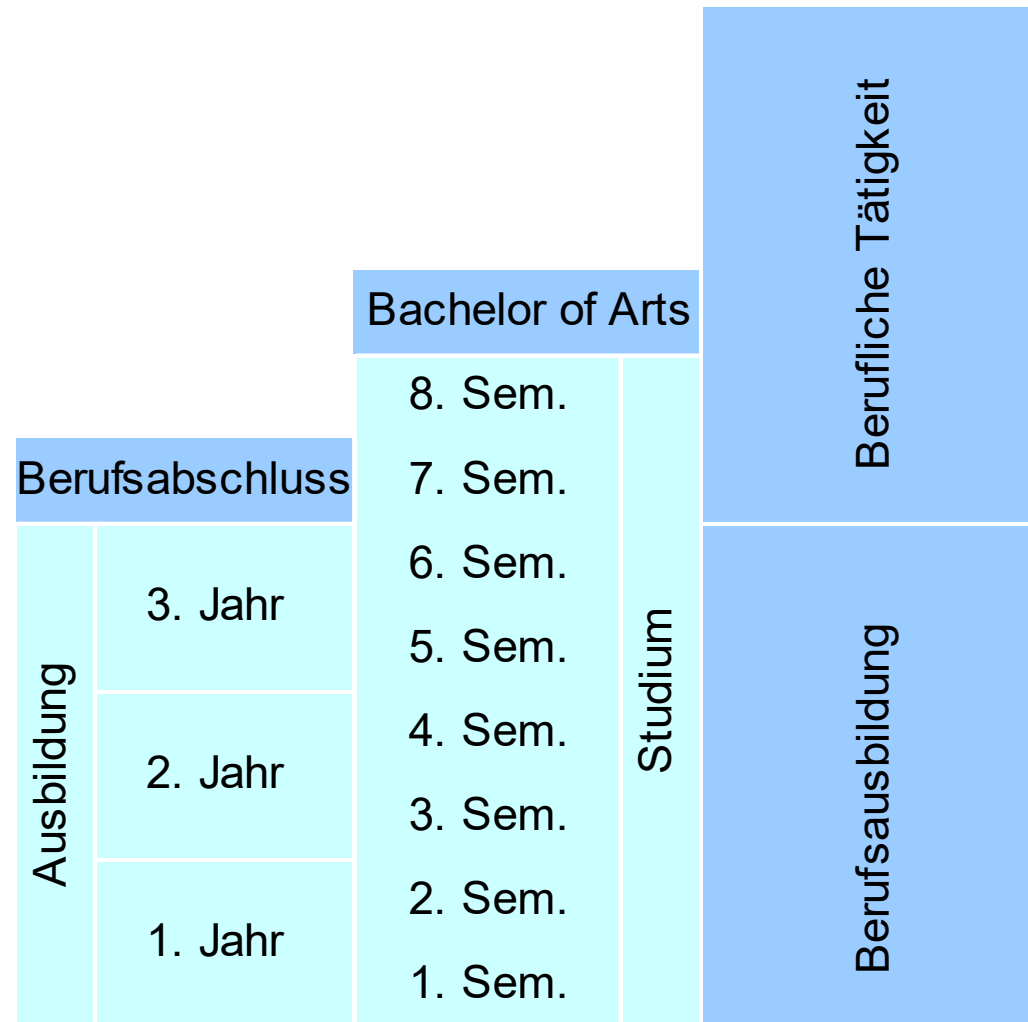 Berufliche Tätigkeit
Bachelor of Arts
8. Sem.
Berufsabschluss
7. Sem.
6. Sem.
3. Jahr
5. Sem.
Ausbildung
Studium
Berufsausbildung
4. Sem.
2. Jahr
3. Sem.
2. Sem.
1. Jahr
1. Sem.